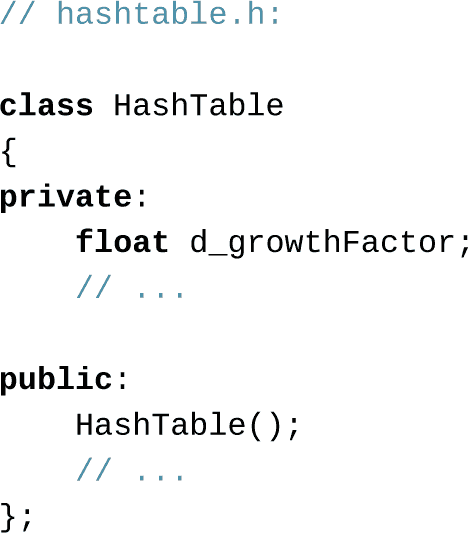 // hashtable.h:

class HashTable
{
private:
    float d_growthFactor;
    // ...

public:
    HashTable();
    // ...
};